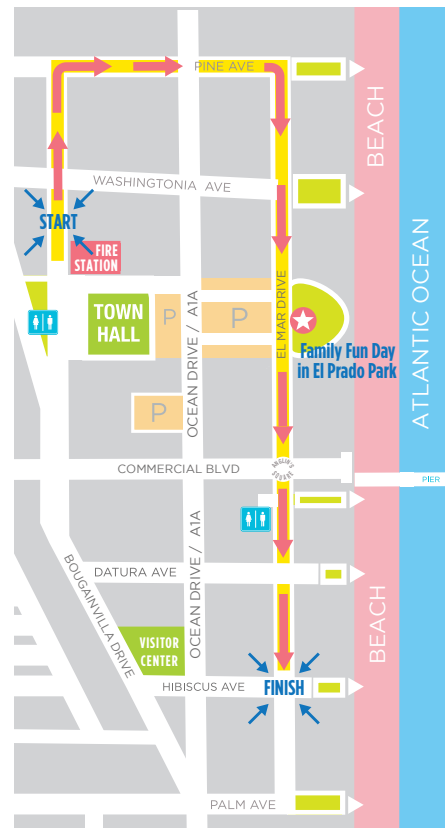 PINE AVE
BEACH
WASHINGTONIA AVE
START
FIRE
STATION
ATLANTIC OCEAN
TOWN
HALL
P
P
OCEAN DRIVE / A1A
EL MAR DRIVE
Family Fun Day
in El Prado Park
P
COMMERCIAL BLVD
ANGLIN'S
SQUARE
PIER
DATURA AVE
OCEAN DRIVE / A1A
BOUGAINVILLA DRIVE
BEACH
VISITOR
CENTER
HIBISCUS AVE
FINISH
PALM AVE